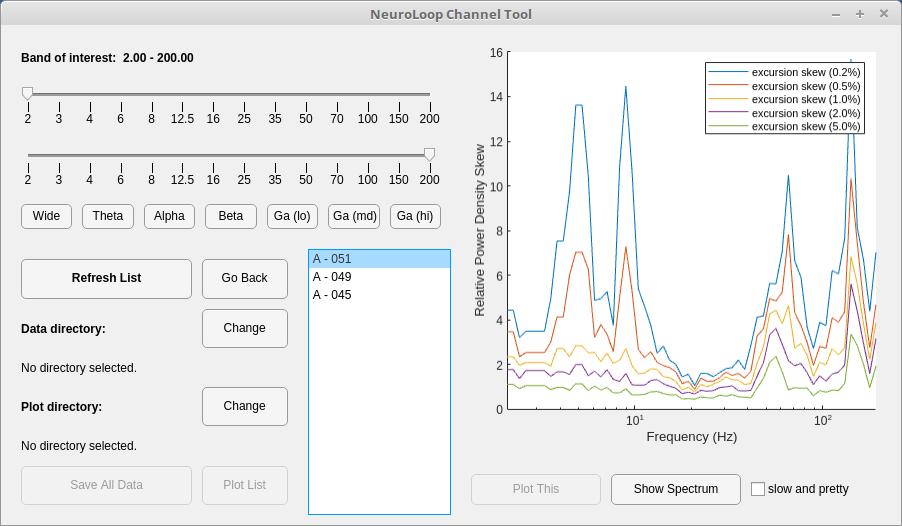 NeuroLoop Channel Tool
Band of interest:  2.00 - 200.00
2 3 4 6 8 12.5 16 25 35 50 70 100 150 200
2 3 4 6 8 12.5 16 25 35 50 70 100 150 200
Wide Theta Alpha Beta Ga (lo) Ga (md) Ga (hi)
Refresh List Go Back
Data directory: Change
No directory selected.
Plot directory: Change
No directory selected.
Save All Data Plot List
A - 051
A - 049
A - 045
Relative Power Density Skew
16
14
12
10
8
6
4
2
0
excursion skew (0.2%)
excursion skew (0.5%)
excursion skew (1.0%)
excursion skew (2.0%)
excursion skew (5.0%)
10¹ 10²
Frequency (Hz)
Plot This Show Spectrum slow and pretty